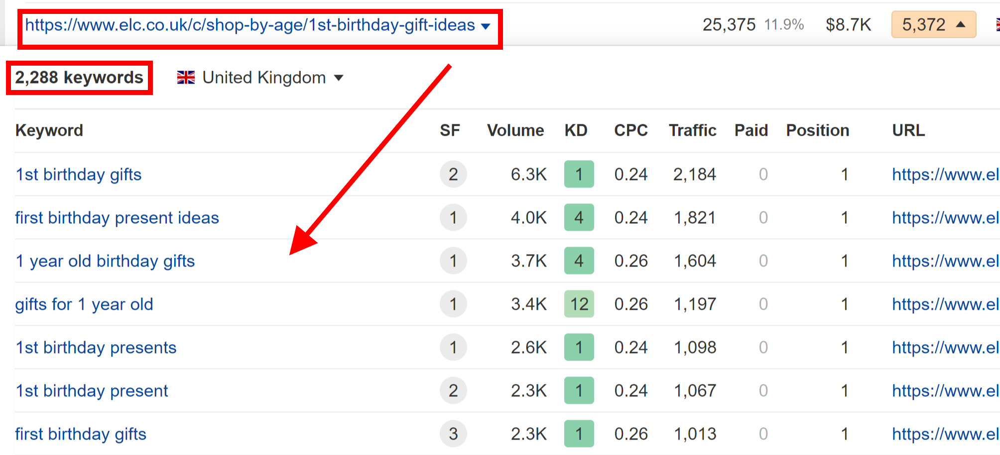 https://www.elc.co.uk/c/shop-by-age/1st-birthday-gift-ideas 25,375 11.9% $8.7K 5,372
2,288 keywords United Kingdom
Keyword SF Volume KD CPC Traffic Paid Position URL
1st birthday gifts 2 6.3K 1 0.24 2,184 0 1 https://www.el
first birthday present ideas 1 4.0K 4 0.24 1,821 0 1 https://www.el
1 year old birthday gifts 1 3.7K 4 0.26 1,604 0 1 https://www.el
gifts for 1 year old 1 3.4K 12 0.26 1,197 0 1 https://www.el
1st birthday presents 1 2.6K 1 0.24 1,098 0 1 https://www.el
1st birthday present 2 2.3K 1 0.24 1,067 0 1 https://www.el
first birthday gifts 3 2.3K 1 0.26 1,013 0 1 https://www.el